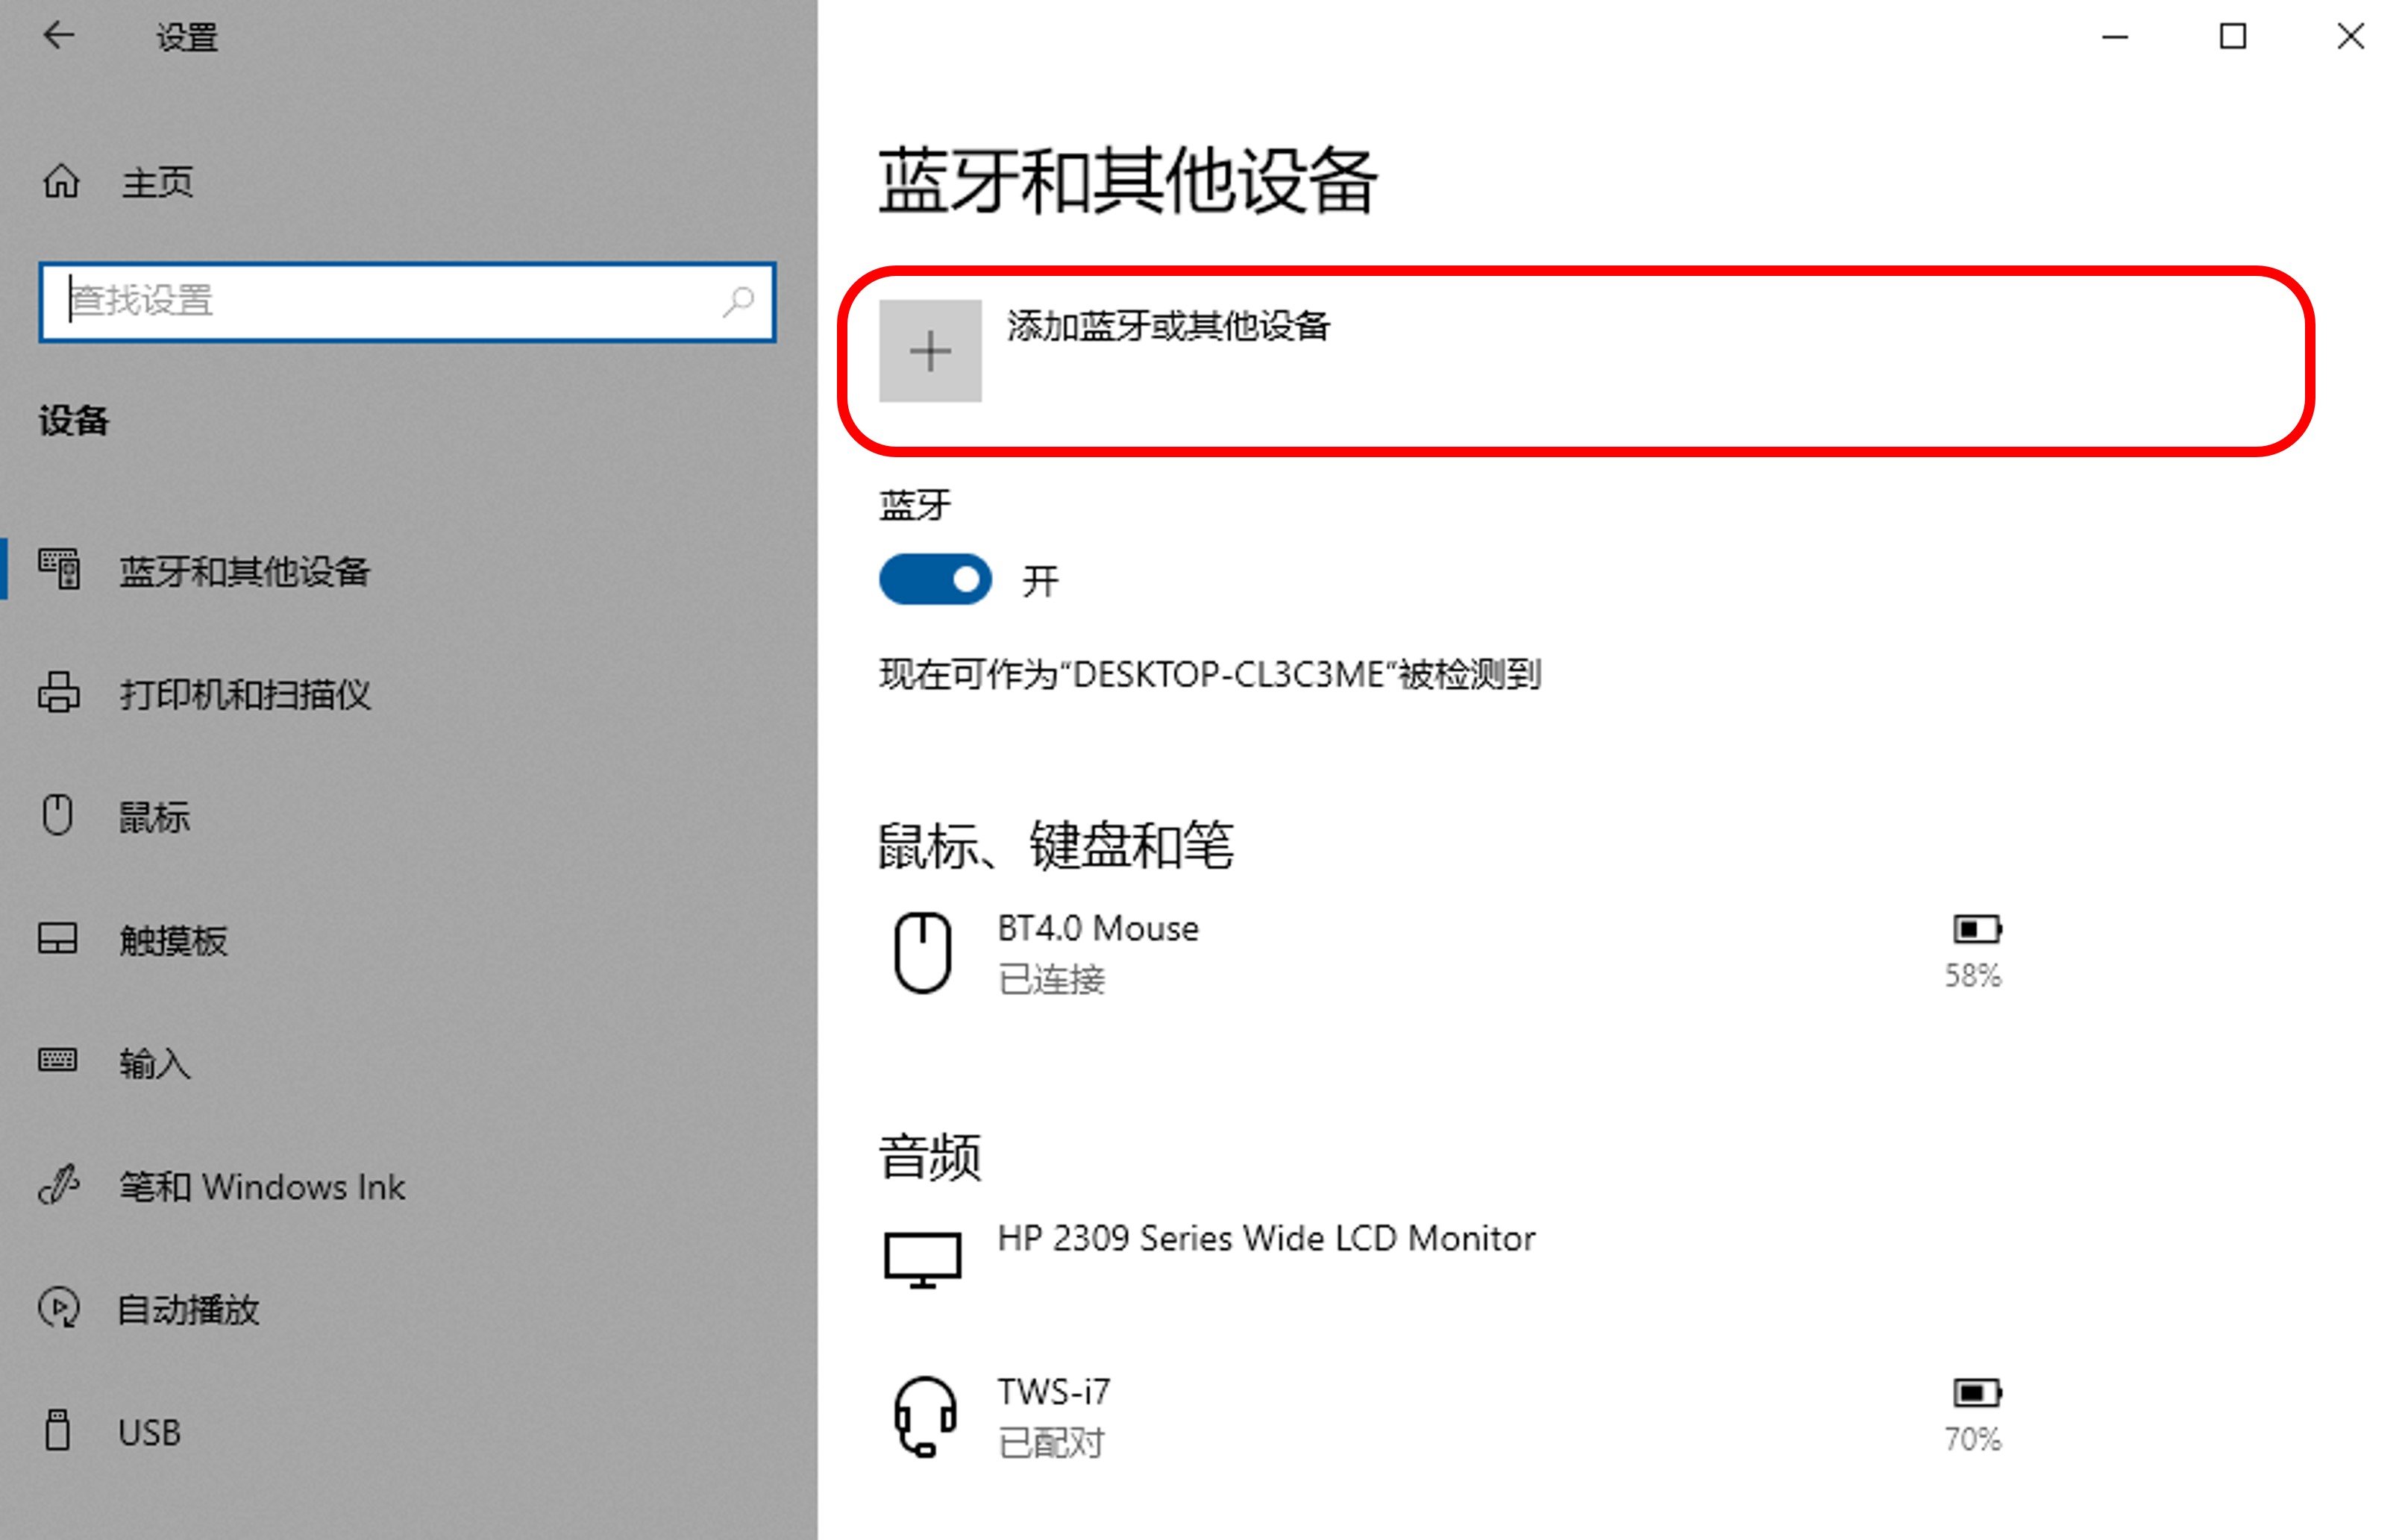 设置
主页
查找设置
设备
蓝牙和其他设备
打印机和扫描仪
鼠标
触摸板
输入
笔和 Windows Ink
自动播放
USB
蓝牙和其他设备
添加蓝牙或其他设备
蓝牙
开
现在可作为“DESKTOP-CL3C3ME”被检测到
鼠标、键盘和笔
BT4.0 Mouse
已连接
58%
音频
HP 2309 Series Wide LCD Monitor
TWS-i7
已配对
70%